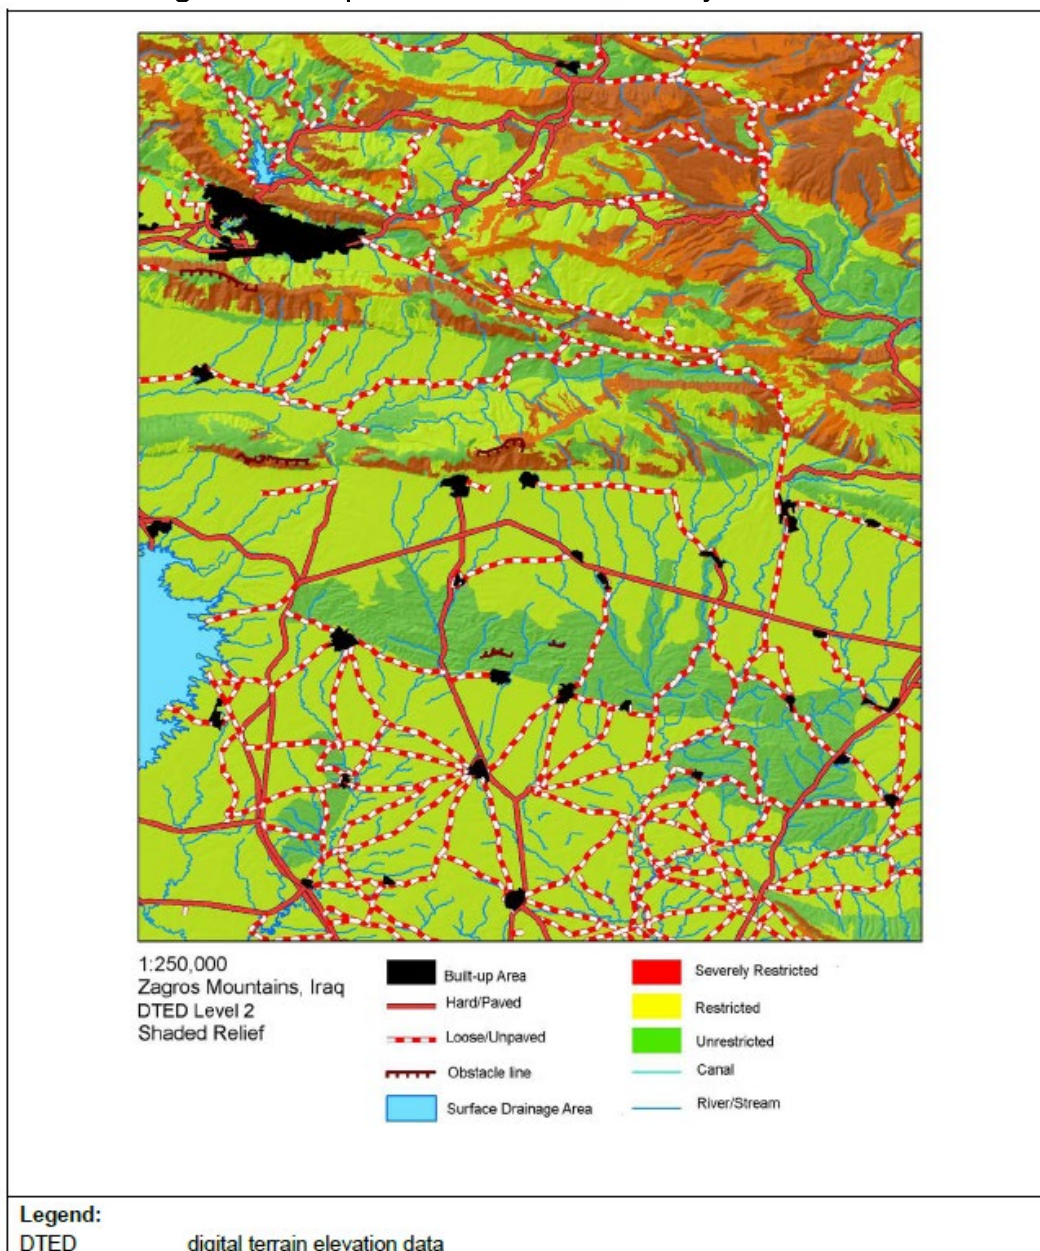 1:250,000
Zagros Mountains, Iraq
DTED Level 2
Shaded Relief
Built-up Area
Hard/Paved
Loose/Unpaved
Obstacle line
Surface Drainage Area
Severely Restricted
Restricted
Unrestricted
Canal
River/Stream
Legend:
DTED digital terrain elevation data